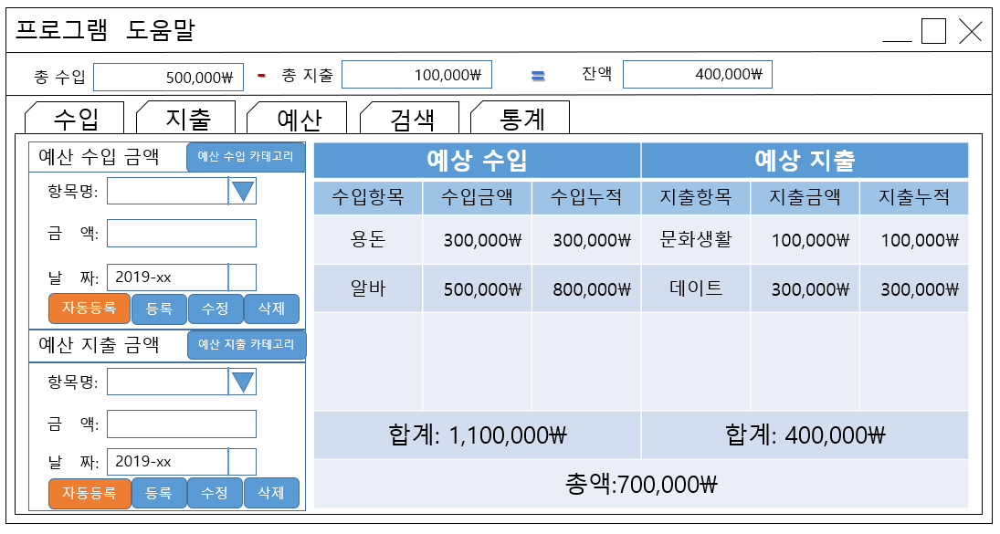 프로그램 도움말
총 수입 500,000₩ - 총 지출 100,000₩ = 잔액 400,000₩
수입 지출 예산 검색 통계
예산 수입 금액 예산 수입 카테고리
항목명:
금 액:
날 짜: 2019-xx
자동등록 등록 수정 삭제
예산 지출 금액 예산 지출 카테고리
항목명:
금 액:
날 짜: 2019-xx
자동등록 등록 수정 삭제
예상 수입 예상 지출
수입항목 수입금액 수입누적 지출항목 지출금액 지출누적
용돈 300,000₩ 300,000₩ 문화생활 100,000₩ 100,000₩
알바 500,000₩ 800,000₩ 데이트 300,000₩ 300,000₩
합계: 1,100,000₩ 합계: 400,000₩
총액:700,000₩